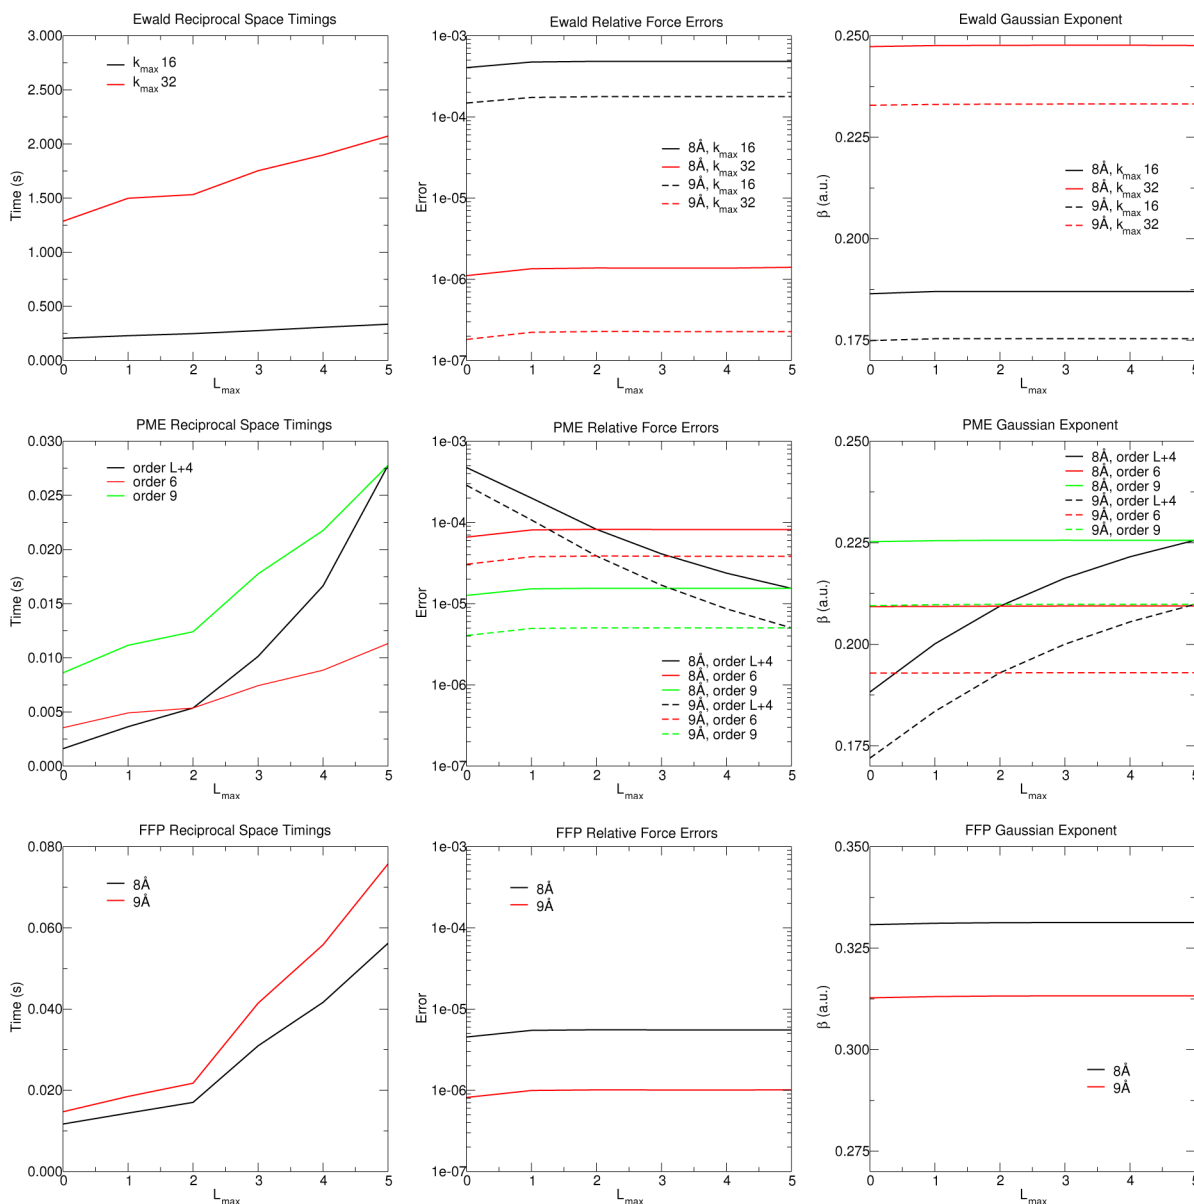 Ewald Reciprocal Space Timings
3.000
2.500
2.000
1.500
1.000
0.500
0.000
Time (s)
k_max 16
k_max 32
0 1 2 3 4 5
L_max
Ewald Relative Force Errors
1e-03
1e-04
1e-05
1e-06
1e-07
Error
8Å, k_max 16
8Å, k_max 32
9Å, k_max 16
9Å, k_max 32
0 1 2 3 4 5
L_max
Ewald Gaussian Exponent
0.250
0.225
0.200
0.175
β (a.u.)
8Å, k_max 16
8Å, k_max 32
9Å, k_max 16
9Å, k_max 32
0 1 2 3 4 5
L_max
PME Reciprocal Space Timings
0.030
0.025
0.020
0.015
0.010
0.005
0.000
Time (s)
order L+4
order 6
order 9
0 1 2 3 4 5
L_max
PME Relative Force Errors
1e-03
1e-04
1e-05
1e-06
1e-07
Error
8Å, order L+4
8Å, order 6
8Å, order 9
9Å, order L+4
9Å, order 6
9Å, order 9
0 1 2 3 4 5
L_max
PME Gaussian Exponent
0.250
0.225
0.200
0.175
β (a.u.)
8Å, order L+4
8Å, order 6
8Å, order 9
9Å, order L+4
9Å, order 6
9Å, order 9
0 1 2 3 4 5
L_max
FFP Reciprocal Space Timings
0.080
0.060
0.040
0.020
0.000
Time (s)
8Å
9Å
0 1 2 3 4 5
L_max
FFP Relative Force Errors
1e-03
1e-04
1e-05
1e-06
1e-07
Error
8Å
9Å
0 1 2 3 4 5
L_max
FFP Gaussian Exponent
0.350
0.325
0.300
0.275
β (a.u.)
8Å
9Å
0 1 2 3 4 5
L_max